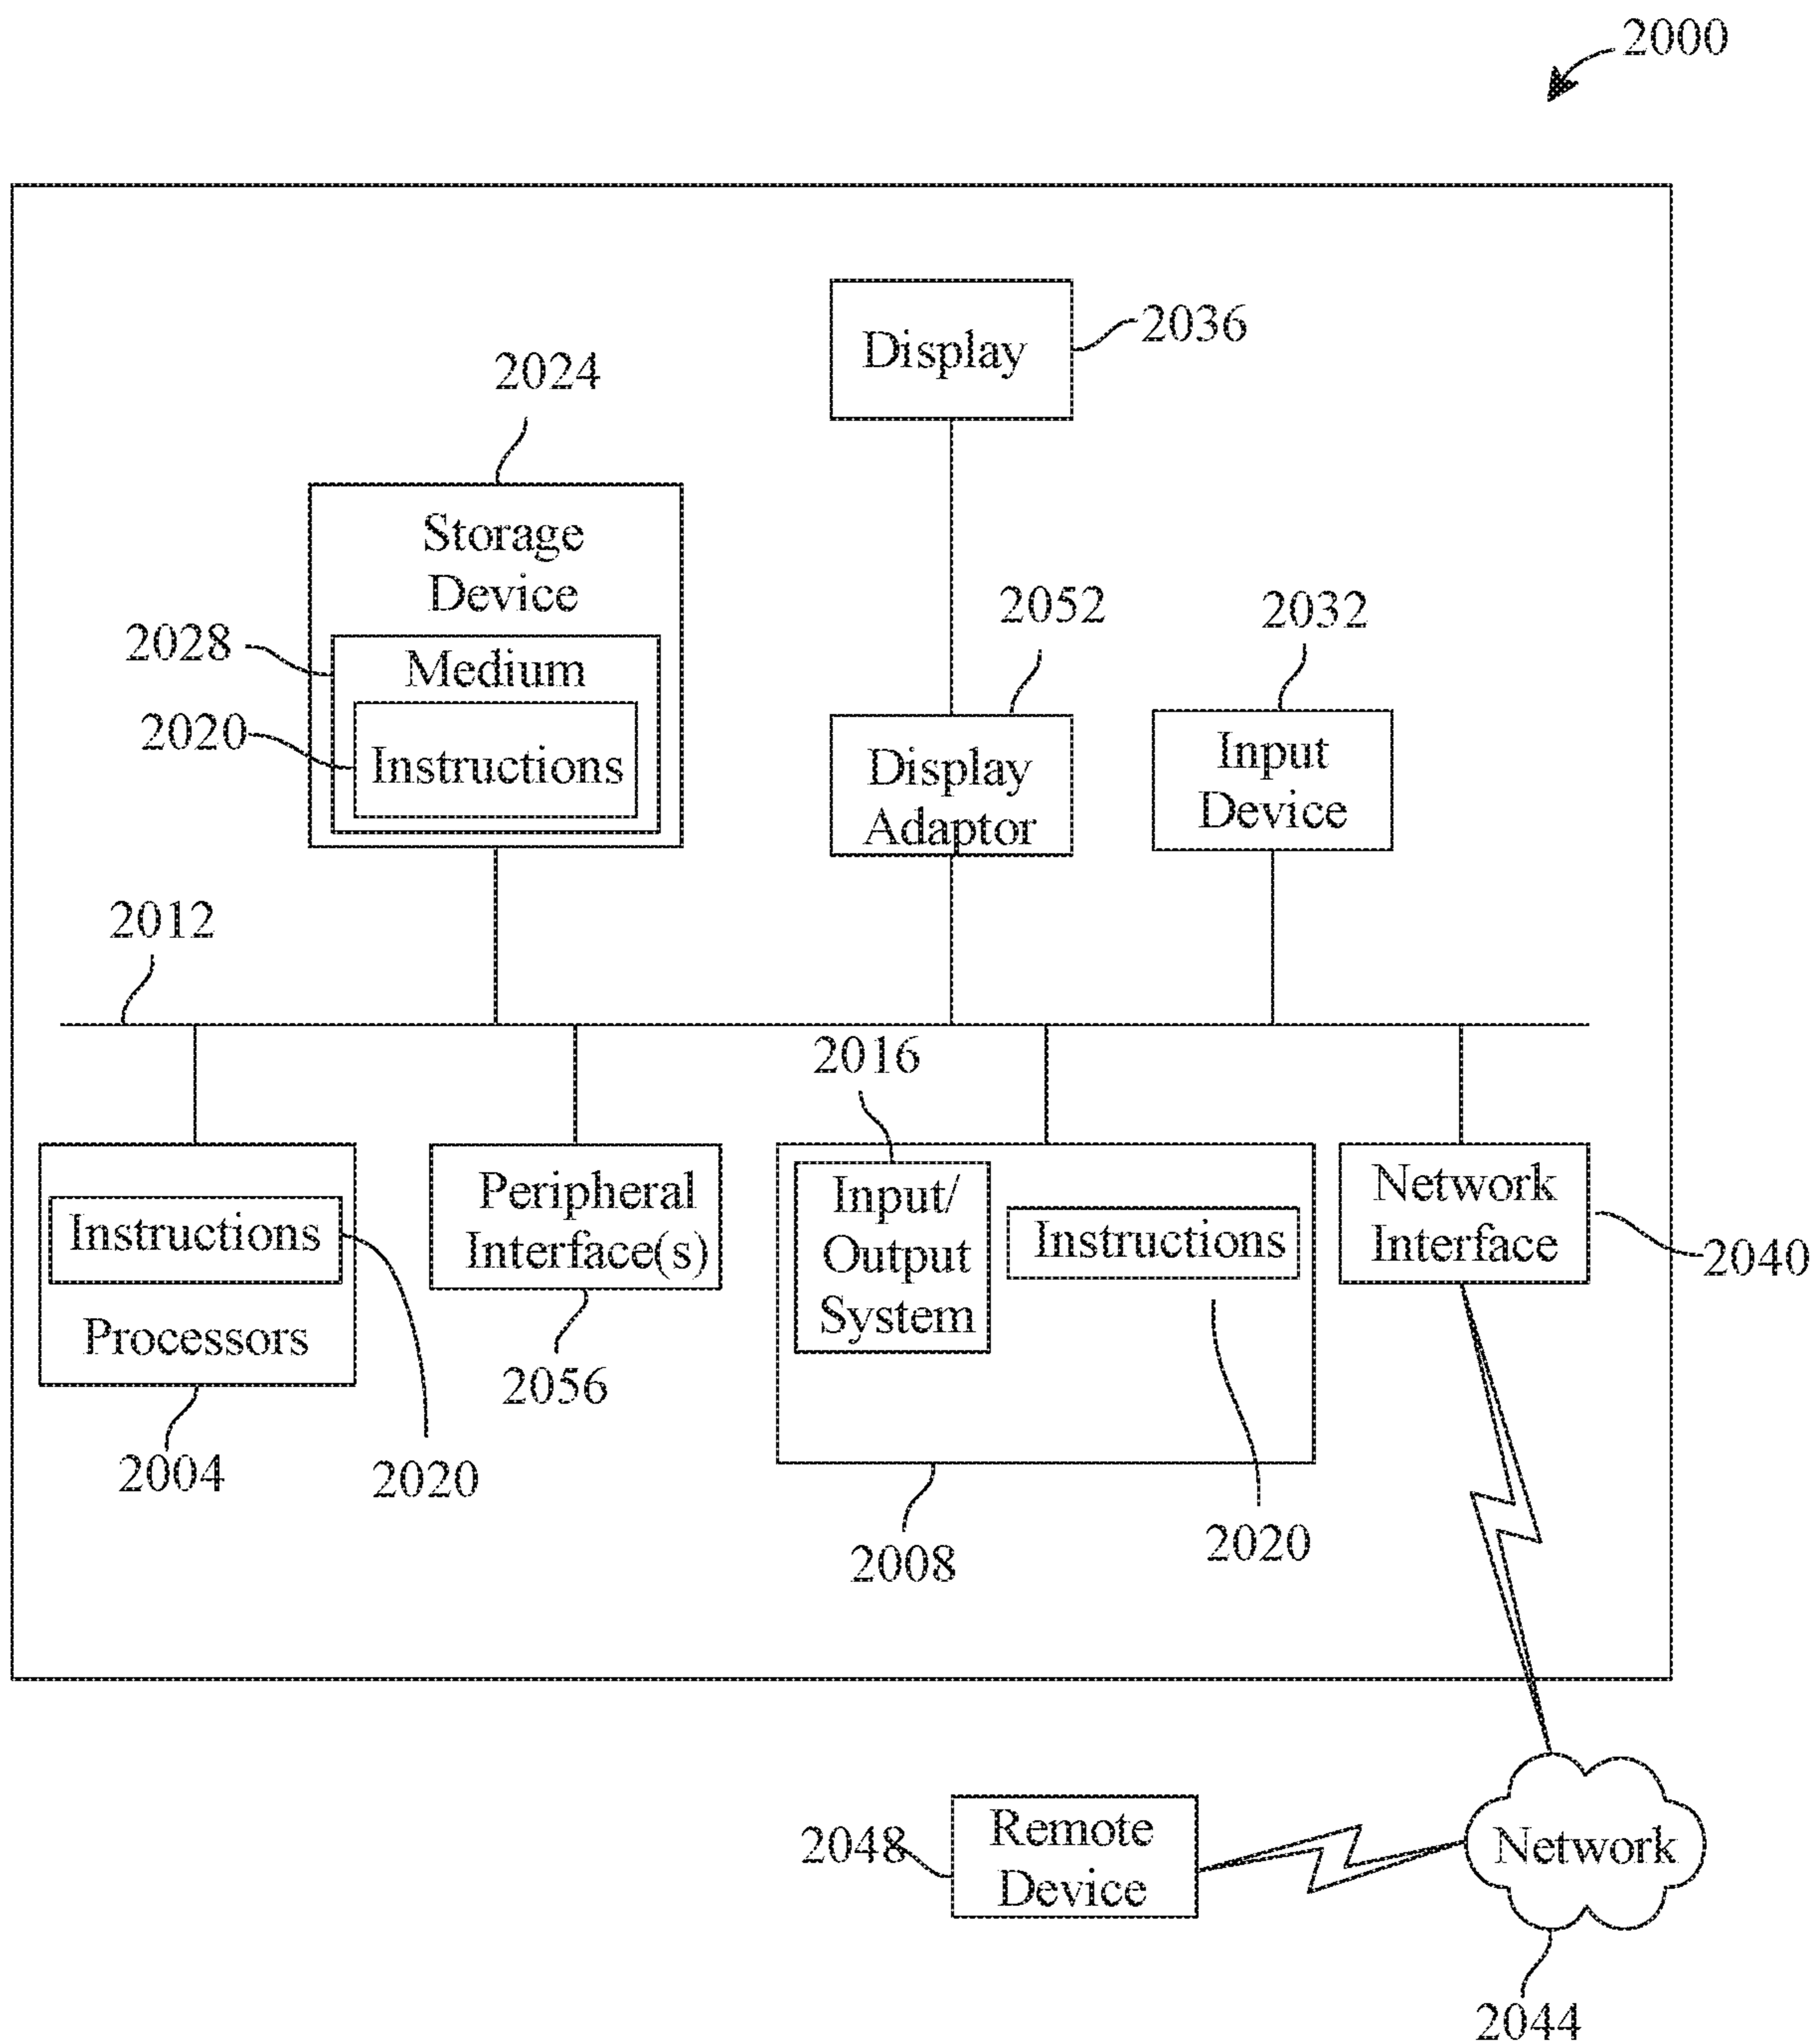 2000
Display
2036
2024
Storage
Device
2028
Medium
2020
Instructions
2052
Display
Adaptor
2032
Input
Device
2012
2016
Instructions
Processors
2004
2020
Peripheral
Interface(s)
2056
Input/
Output
System
Instructions
2008
2020
Network
Interface
2040
2048
Remote
Device
Network
2044